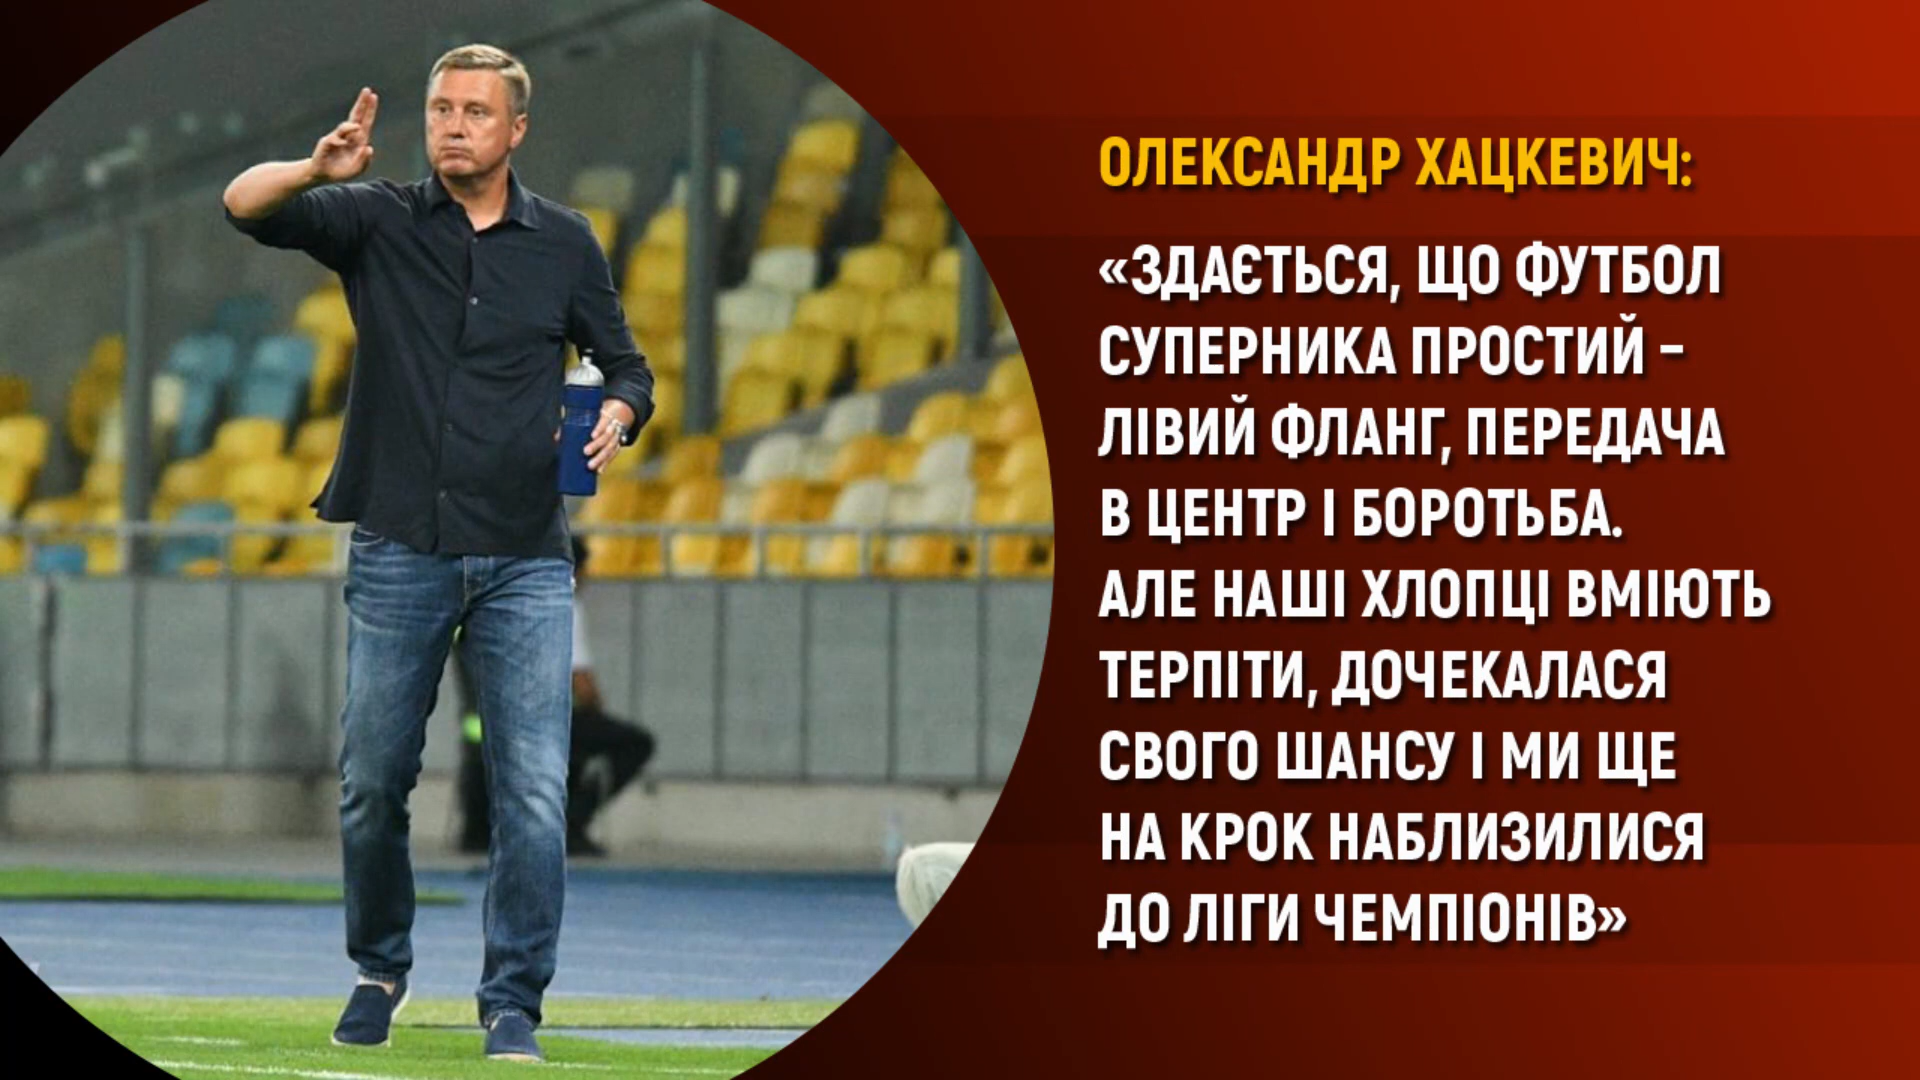 ОЛЕКСАНДР ХАЦКЕВИЧ:
«ЗДАЄТЬСЯ, ЩО ФУТБОЛ
СУПЕРНИКА ПРОСТИЙ –
ЛІВИЙ ФЛАНГ, ПЕРЕДАЧА
В ЦЕНТР І БОРОТЬБА.
АЛЕ НАШІ ХЛОПЦІ ВМІЮТЬ
ТЕРПІТИ, ДОЧЕКАЛАСЯ
СВОГО ШАНСУ І МИ ЩЕ
НА КРОК НАБЛИЗИЛИСЯ
ДО ЛІГИ ЧЕМПІОНІВ»